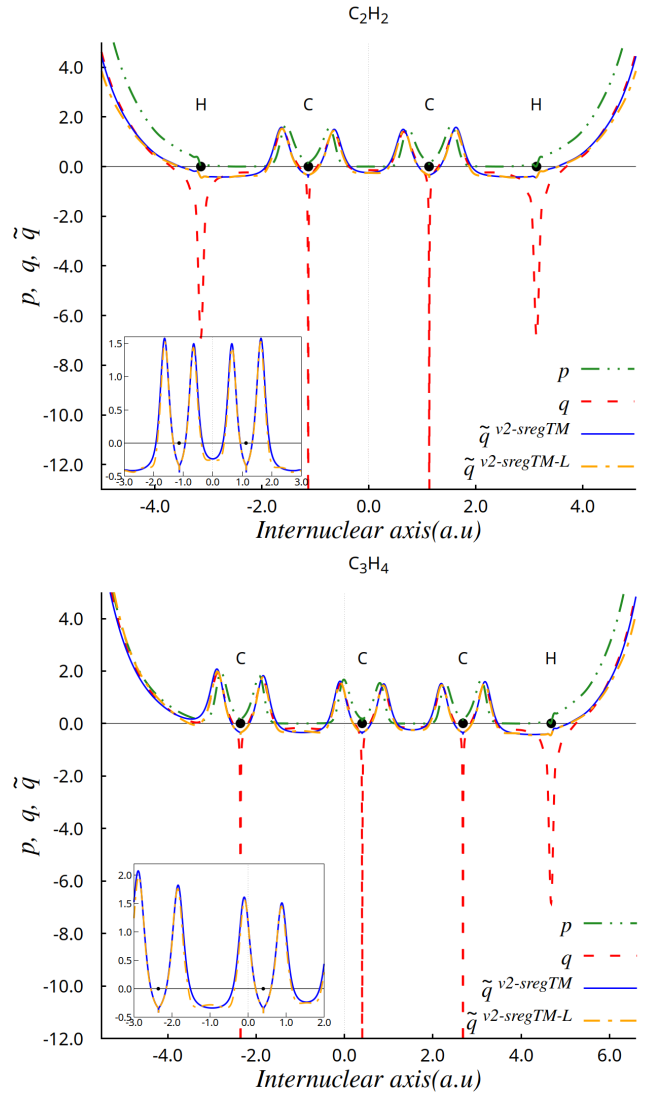 C₂H₂
4.0
2.0
0.0
-2.0
-4.0
-6.0
-8.0
-10.0
-12.0
p, q, q̃
H C C H
1.5
1.0
0.5
0.0
-0.5
-3.0 -2.0 -1.0 0.0 1.0 2.0 3.0
p
q
q̃ v2-sregTM
q̃ v2-sregTM-L
-4.0 -2.0 0.0 2.0 4.0
Internuclear axis(a.u)
C₃H₄
4.0
2.0
0.0
-2.0
-4.0
-6.0
-8.0
-10.0
-12.0
p, q, q̃
C C C H
2.0
1.5
1.0
0.5
0.0
-0.5
-3.0 -2.0 -1.0 0.0 1.0 2.0
p
q
q̃ v2-sregTM
q̃ v2-sregTM-L
-4.0 -2.0 0.0 2.0 4.0 6.0
Internuclear axis(a.u)